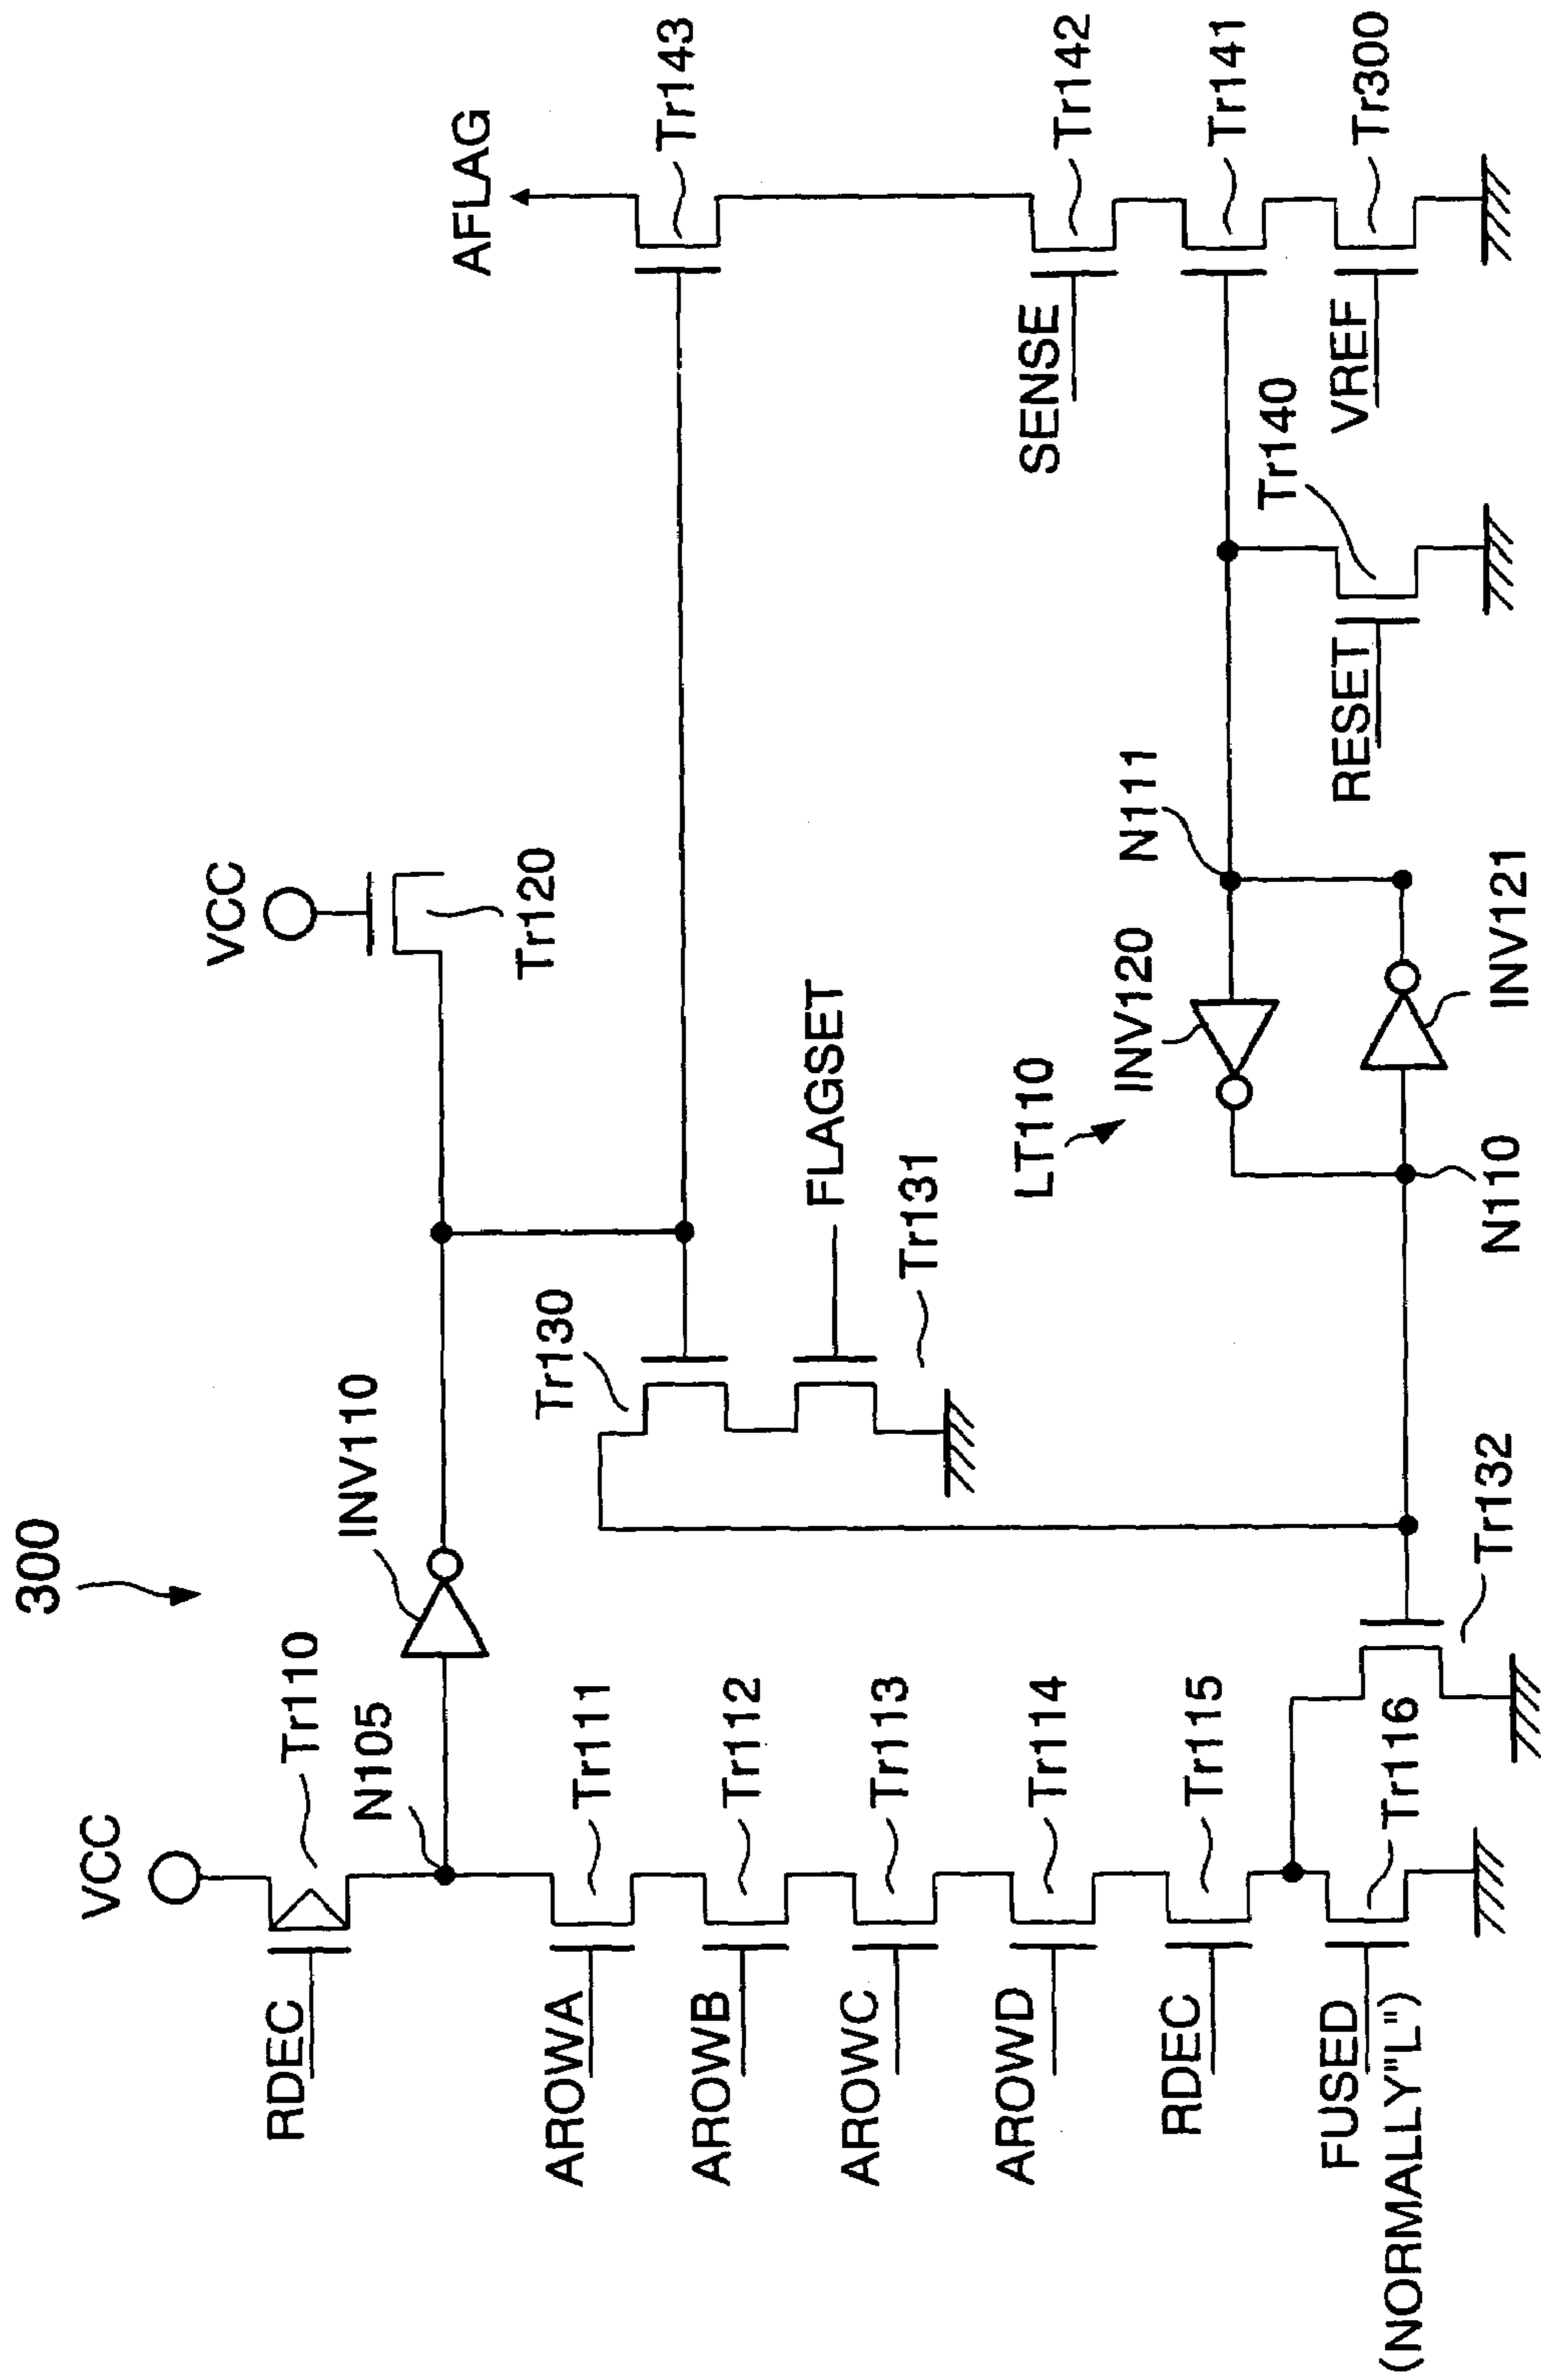 300
VCC
RDEC
Tr110
N105
INV110
VCC
Tr120
AFLAG
Tr143
AROWA
Tr111
AROWB
Tr112
AROWC
Tr113
AROWD
Tr114
RDEC
Tr115
FUSED
(NORMALLY"L")
Tr116
Tr132
Tr130
FLAGSET
Tr131
LT110
INV120
N111
INV121
N110
SENSE
Tr142
Tr141
Tr140
RESET
VREF
Tr300